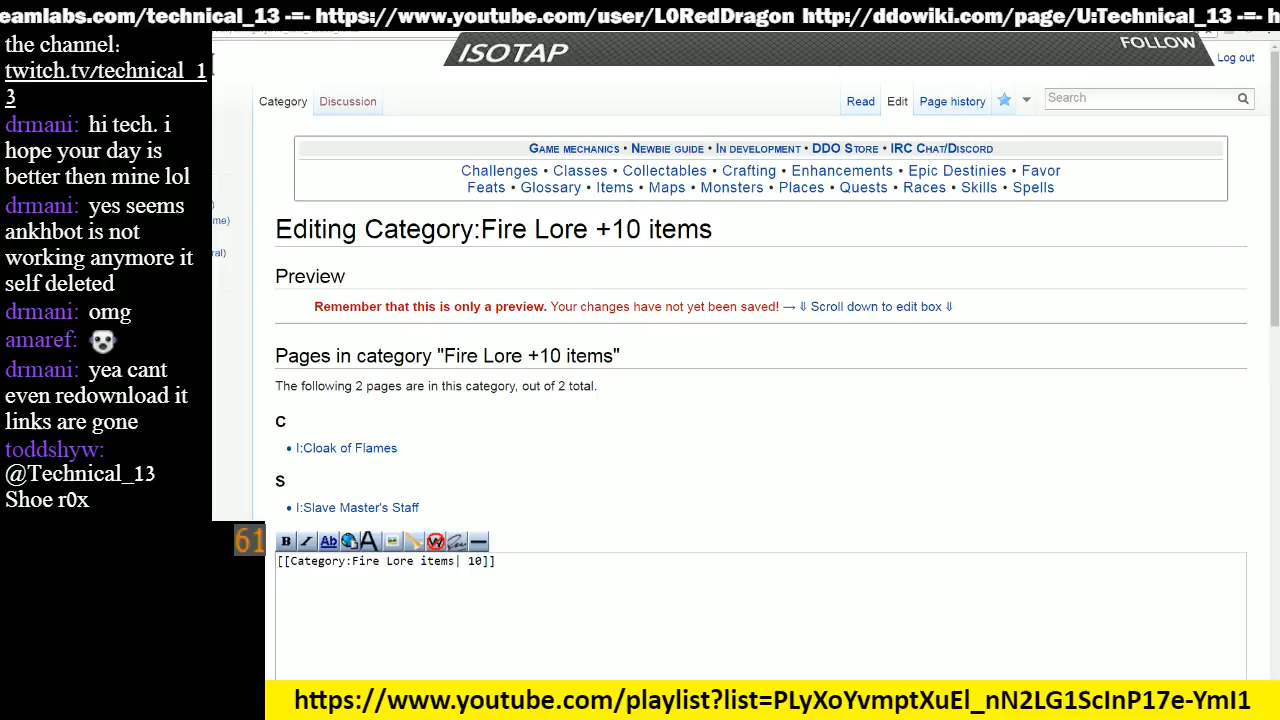 eamlabs.com/technical_13 -=- https://www.youtube.com/user/L0RedDragon http://ddowiki.com/page/U:Technical_13 -=- h
the channel:
twitch.tv/technical_1
3
drmani: hi tech. i
hope your day is
better then mine lol
drmani: yes seems
ankhbot is not
working anymore it
self deleted
drmani: omg
amaref:
drmani: yea cant
even redownload it
links are gone
toddshyw:
@Technical_13
Shoe r0x
ISOTAP
FOLLOW
Log out
Category Discussion Read Edit Page history Search
Game mechanics • Newbie guide • In development • DDO Store • IRC Chat/Discord
Challenges • Classes • Collectables • Crafting • Enhancements • Epic Destinies • Favor
Feats • Glossary • Items • Maps • Monsters • Places • Quests • Races • Skills • Spells
)
me)
ral)
Editing Category:Fire Lore +10 items
Preview
Remember that this is only a preview. Your changes have not yet been saved! → ⇓ Scroll down to edit box ⇓
Pages in category "Fire Lore +10 items"
The following 2 pages are in this category, out of 2 total.
C
• I:Cloak of Flames
S
• I:Slave Master's Staff
61
B I Ab A W
[[Category:Fire Lore items| 10]]
https://www.youtube.com/playlist?list=PLyXoYvmptXuEl_nN2LG1ScInP17e-YmI1